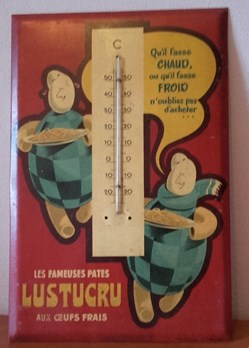 C
Qu'il fasse
CHAUD,
ou qu'il fasse
FROID
n'oubliez pas
d'acheter
...
LES FAMEUSES PATES
LUSTUCRU
AUX ŒUFS FRAIS